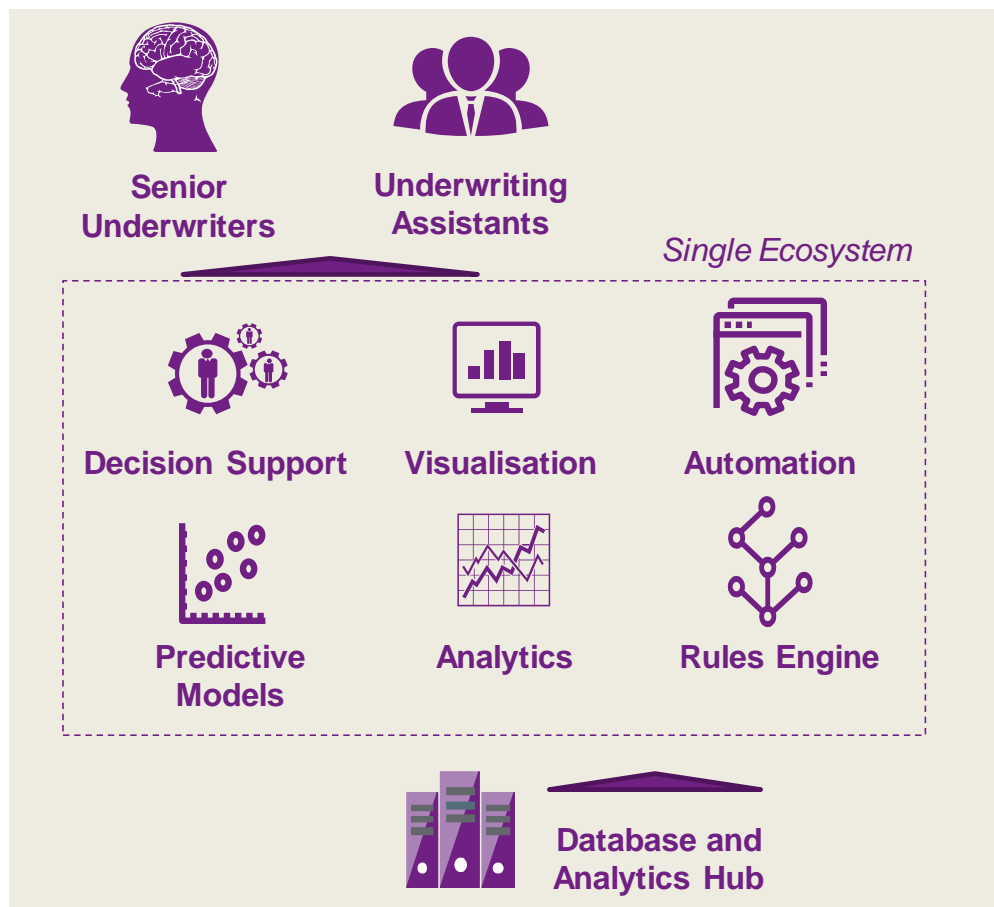 Senior
Underwriters
Underwriting
Assistants
Single Ecosystem
Decision Support
Visualisation
Automation
Predictive
Models
Analytics
Rules Engine
Database and
Analytics Hub